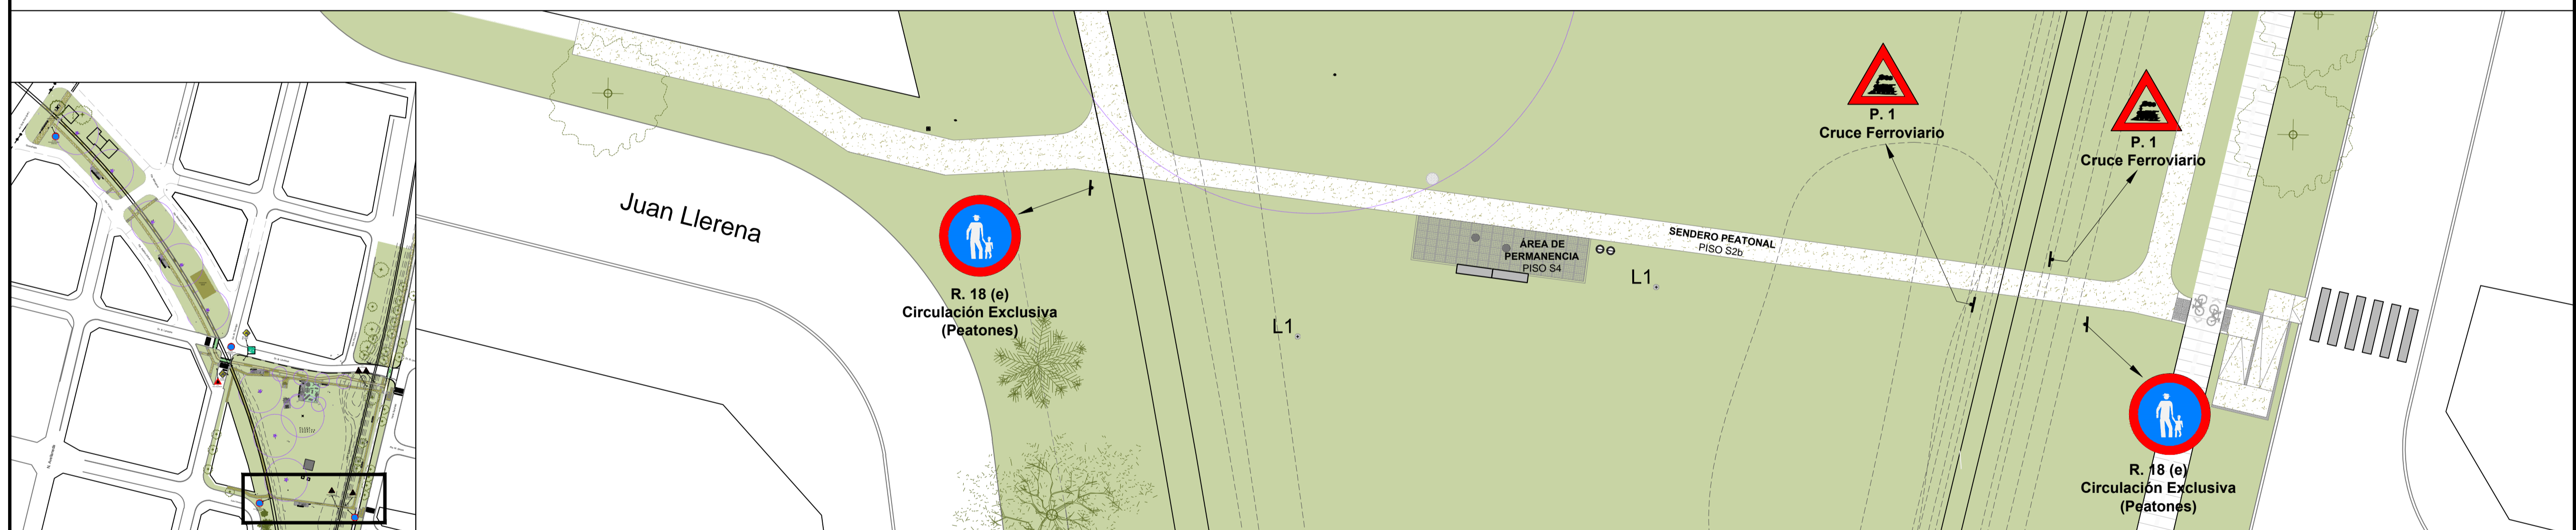 Juan Llerena
R. 18 (e)
Circulación Exclusiva
(Peatones)
L1
ÁREA DE
PERMANENCIA
PISO S4
L1
SENDERO PEATONAL
PISO S2b
P. 1
Cruce Ferroviario
P. 1
Cruce Ferroviario
R. 18 (e)
Circulación Exclusiva
(Peatones)